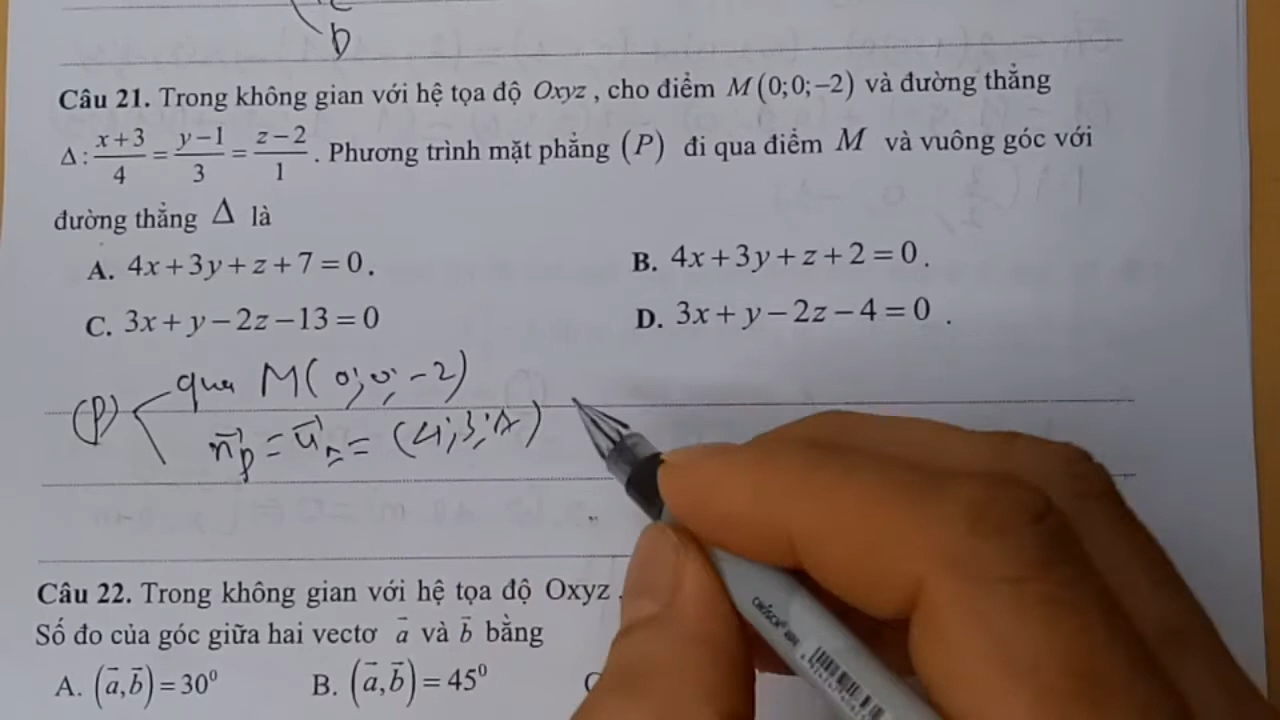 b
Câu 21. Trong không gian với hệ tọa độ Oxyz , cho điểm M(0;0;−2) và đường thẳng
Δ: (x+3)/4 = (y−1)/3 = (z−2)/1 . Phương trình mặt phẳng (P) đi qua điểm M và vuông góc với
đường thẳng Δ là
A. 4x+3y+z+7=0.
B. 4x+3y+z+2=0.
C. 3x+y−2z−13=0
D. 3x+y−2z−4=0 .
(P) qua M(0;0;−2)
n⃗p = u⃗Δ = (4;3;1)
Câu 22. Trong không gian với hệ tọa độ Oxyz
Số đo của góc giữa hai vectơ a⃗ và b⃗ bằng
A. (a⃗,b⃗)=30⁰
B. (a⃗,b⃗)=45⁰